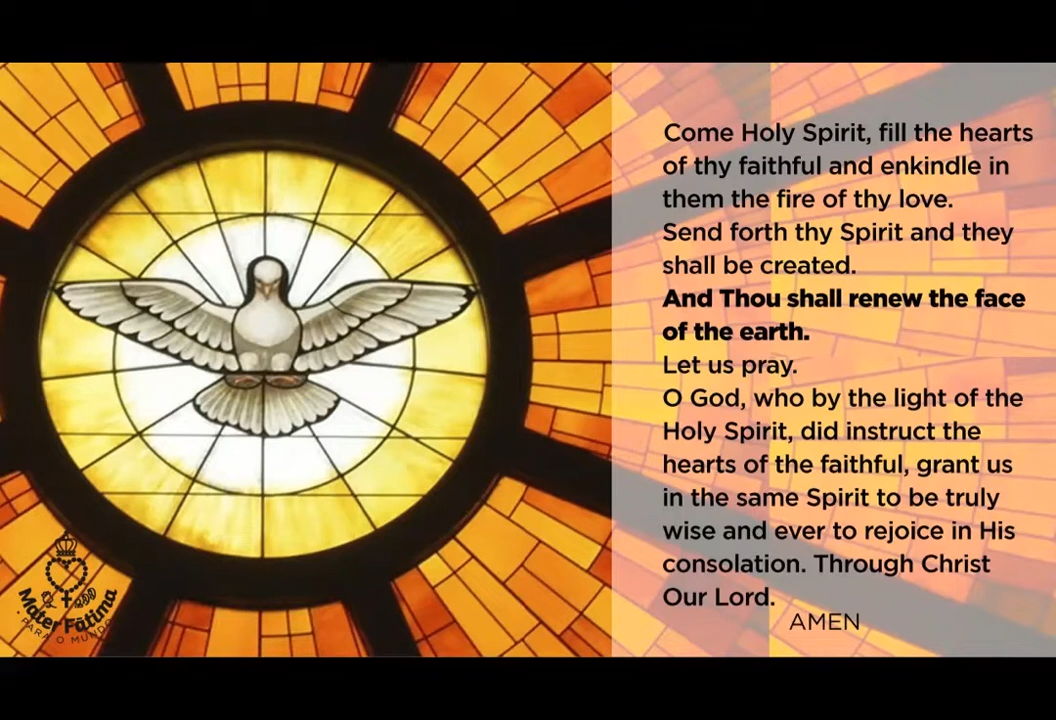 Come Holy Spirit, fill the hearts
of thy faithful and enkindle in
them the fire of thy love.
Send forth thy Spirit and they
shall be created.
And Thou shall renew the face
of the earth.
Let us pray.
O God, who by the light of the
Holy Spirit, did instruct the
hearts of the faithful, grant us
in the same Spirit to be truly
wise and ever to rejoice in His
consolation. Through Christ
Our Lord.
AMEN
Mater Fátima
PARA O MUNDO